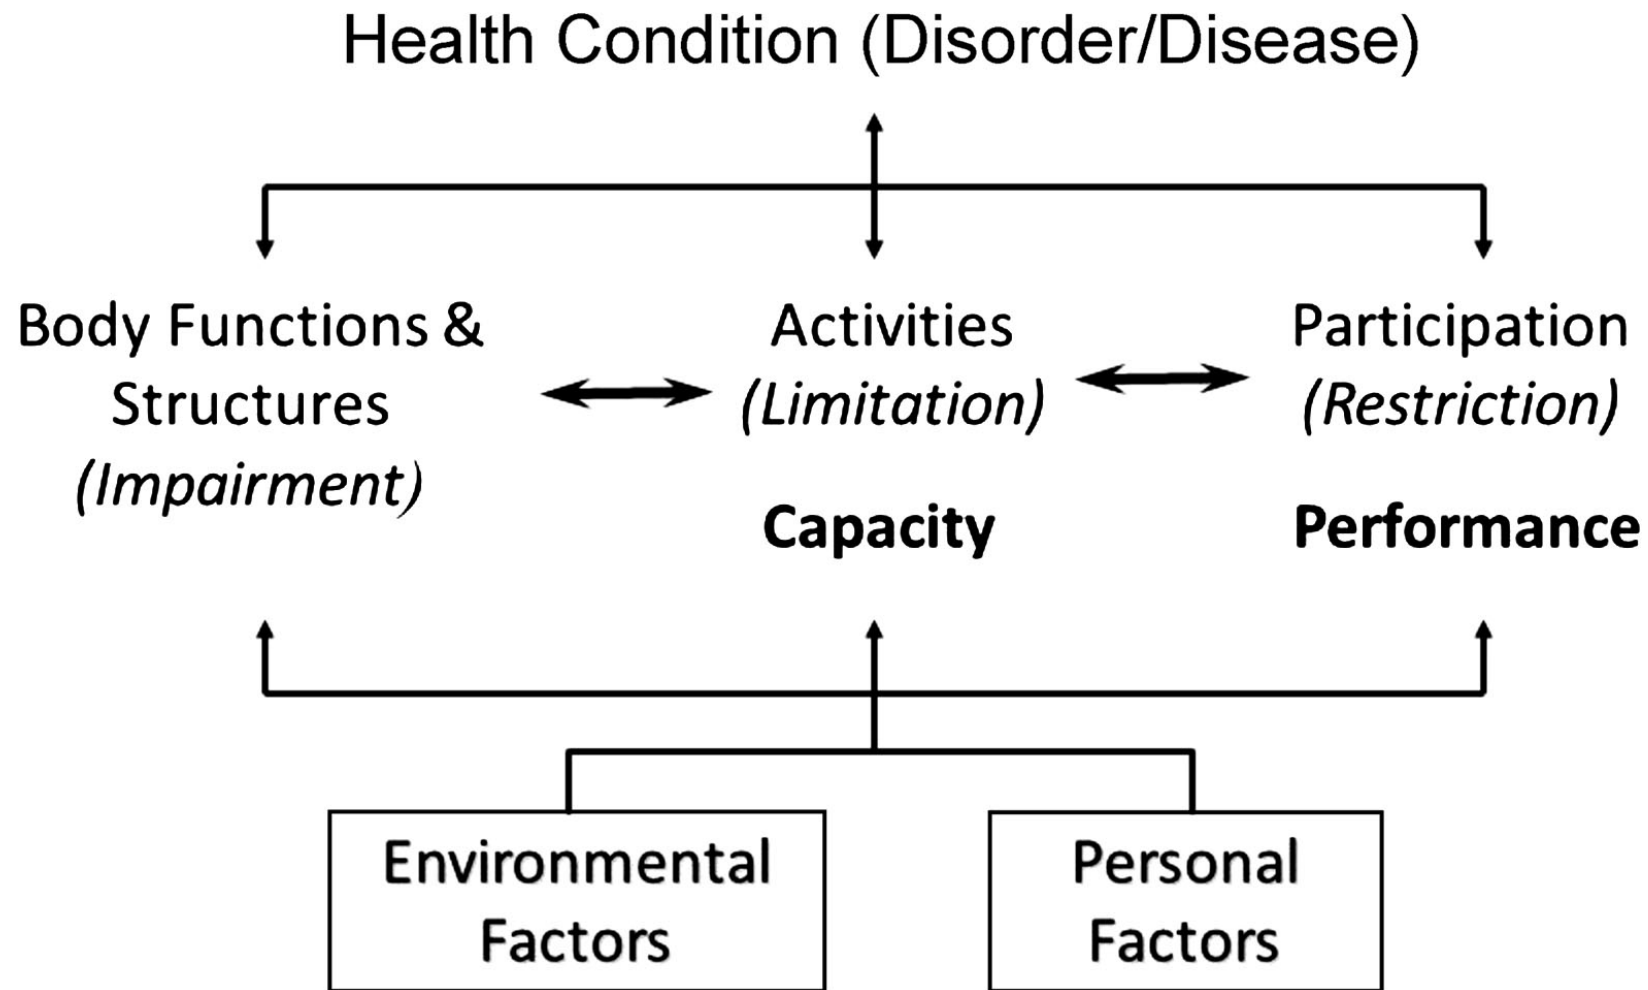 Health Condition (Disorder/Disease)
Body Functions &
Structures
(Impairment)
Activities
(Limitation)
Capacity
Participation
(Restriction)
Performance
Environmental
Factors
Personal
Factors